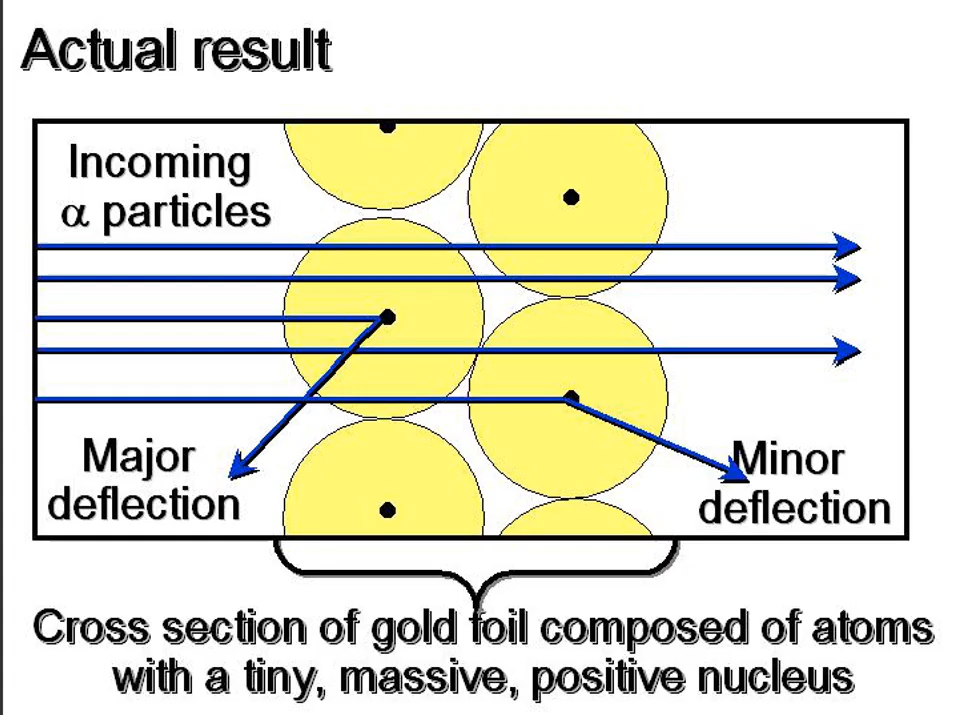 Actual result
Incoming
α particles
Major
deflection
Minor
deflection
Cross section of gold foil composed of atoms
with a tiny, massive, positive nucleus